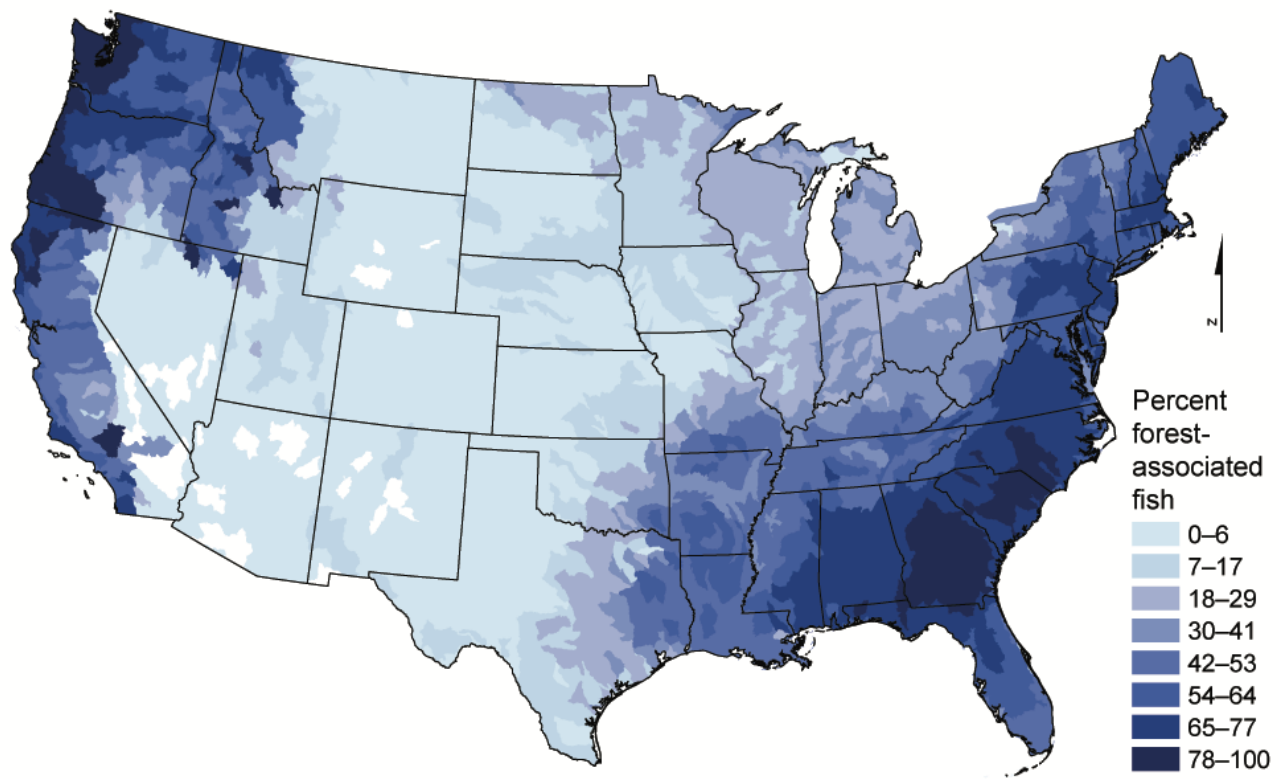 N
Percent
forest-
associated
fish
0–6
7–17
18–29
30–41
42–53
54–64
65–77
78–100